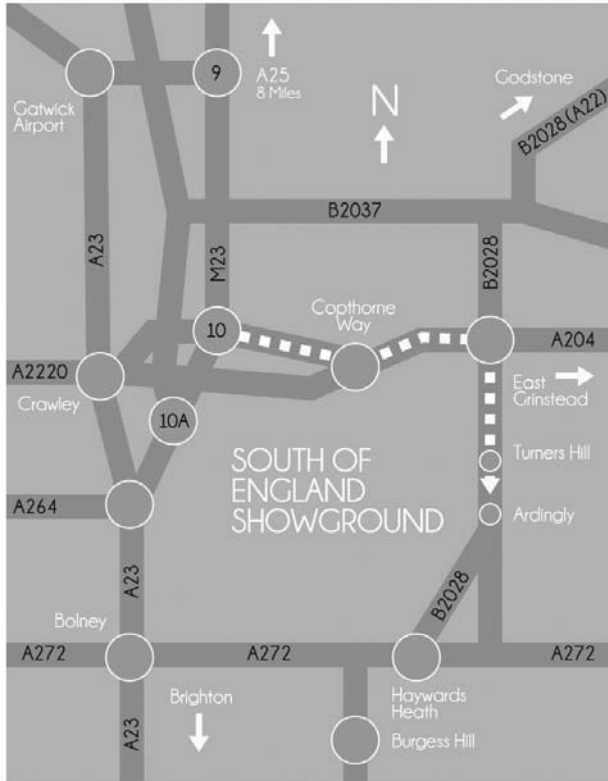 9
A25
8 Miles
Godstone
Gatwick
Airport
N
B2028 (A22)
B2037
A23
M23
B2028
Copthorne
Way
10
A204
A2220
Crawley
East
Grinstead
10A
SOUTH OF
ENGLAND
SHOWGROUND
Turners Hill
A264
Ardingly
A23
B2028
Bolney
A272
A272
A272
Brighton
Haywards
Heath
A23
Burgess Hill